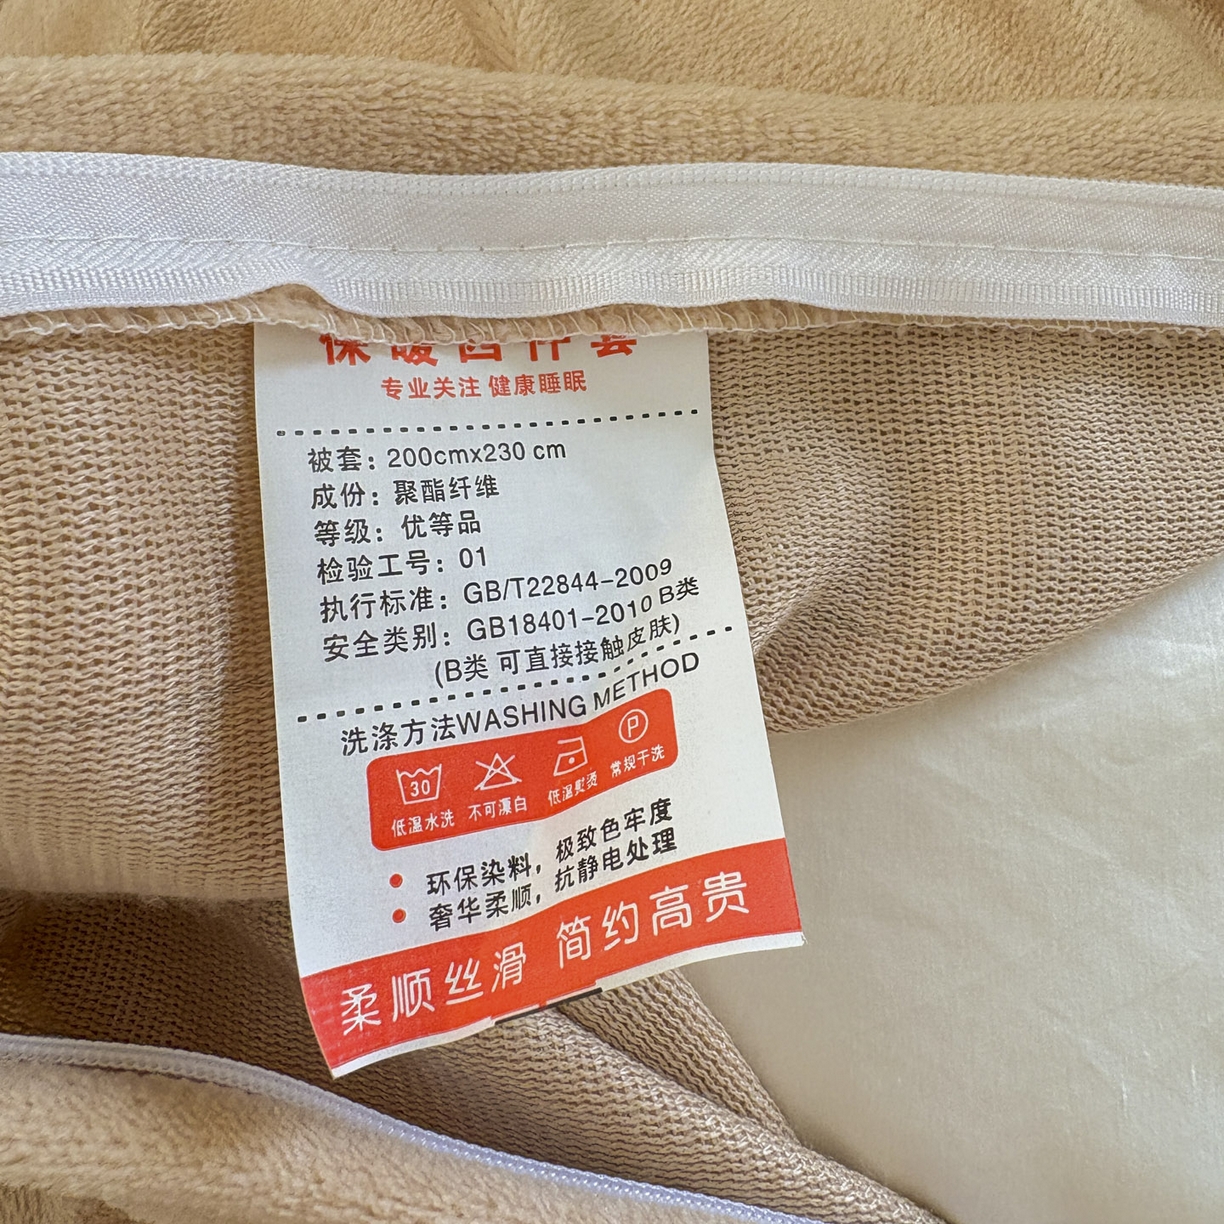 保暖四件套
专业关注 健康睡眠
被套：200cmx230 cm
成份：聚酯纤维
等级：优等品
检验工号：01
执行标准：GB/T22844-2009
安全类别：GB18401-2010 B类
(B类 可直接接触皮肤)
洗涤方法WASHING METHOD
30 P
低温水洗 不可漂白 低温熨烫 常规干洗
• 环保染料，极致色牢度
• 奢华柔顺，抗静电处理
柔顺丝滑 简约高贵